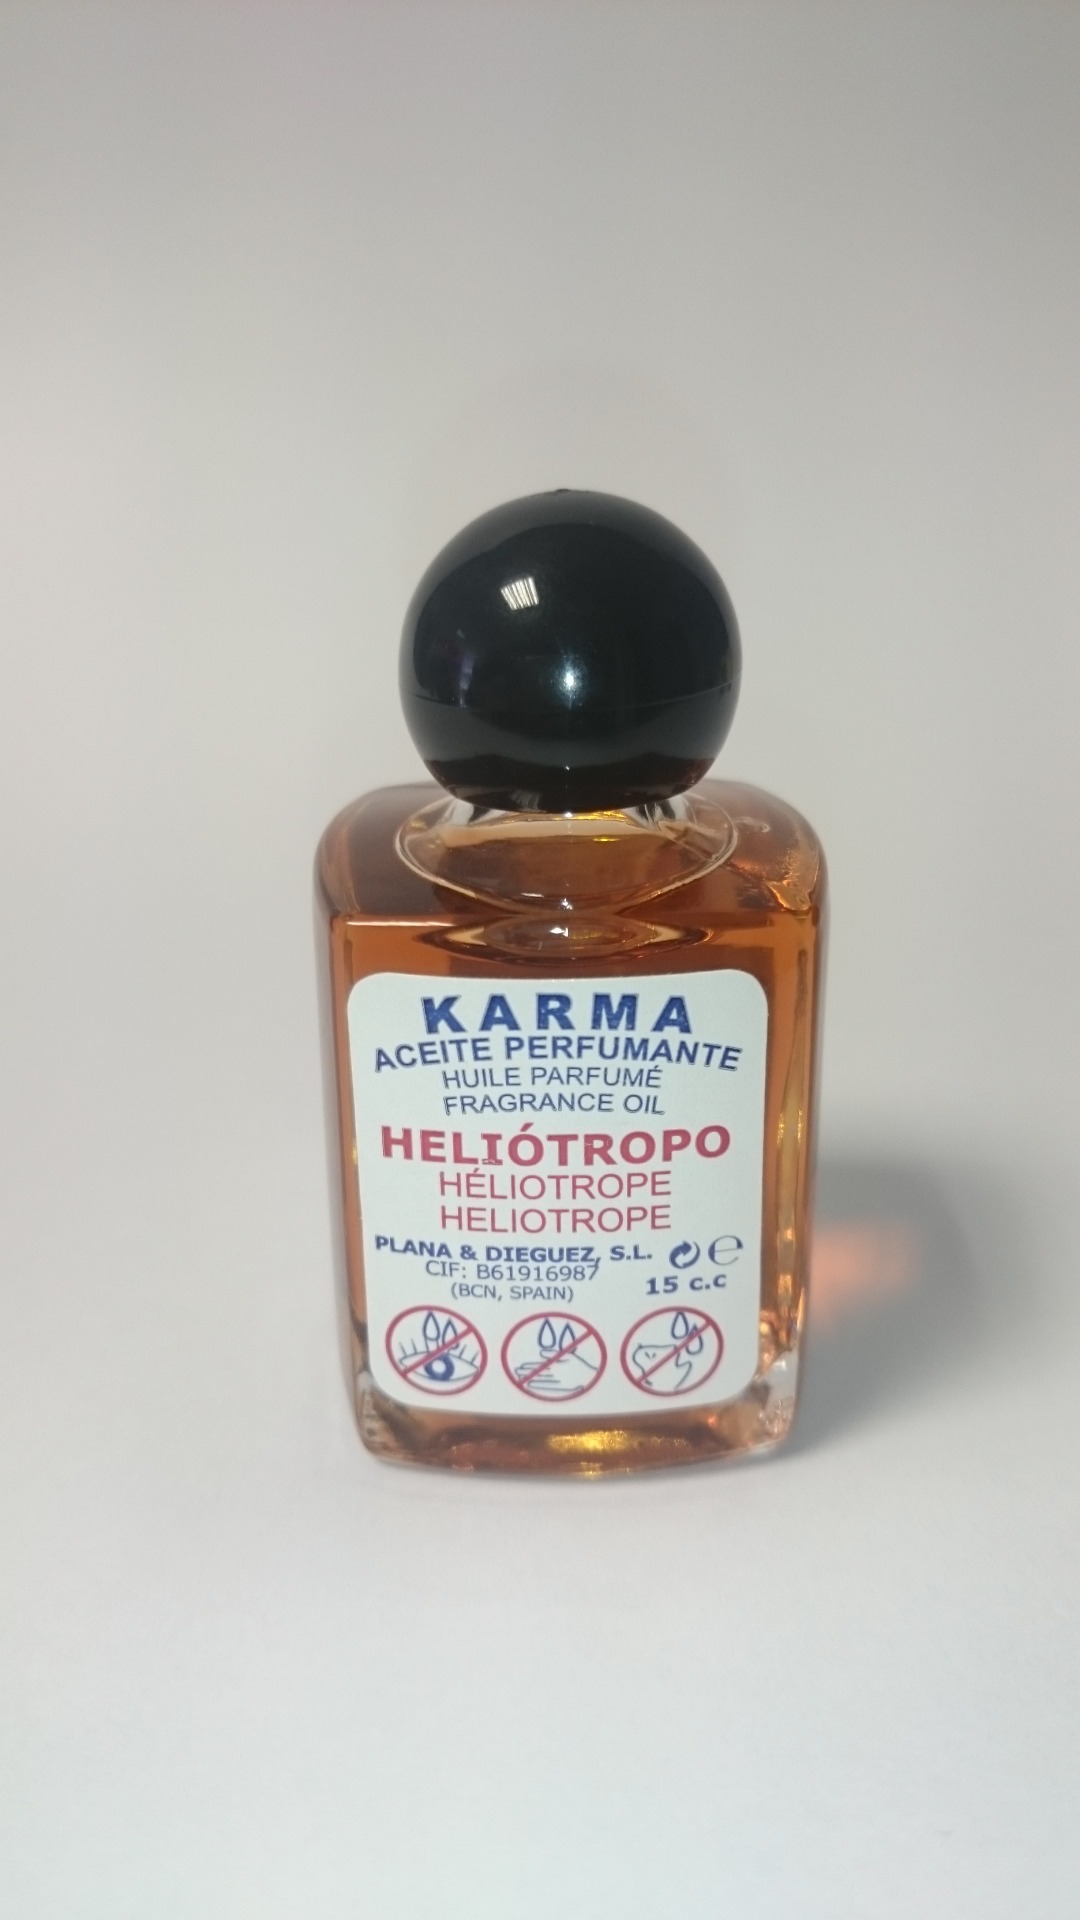 KARMA
ACEITE PERFUMANTE
HUILE PARFUMÉ
FRAGRANCE OIL
HELIÓTROPO
HÉLIOTROPE
HELIOTROPE
PLANA & DIEGUEZ, S.L. e
CIF: B61916987
15 c.c
(BCN, SPAIN)